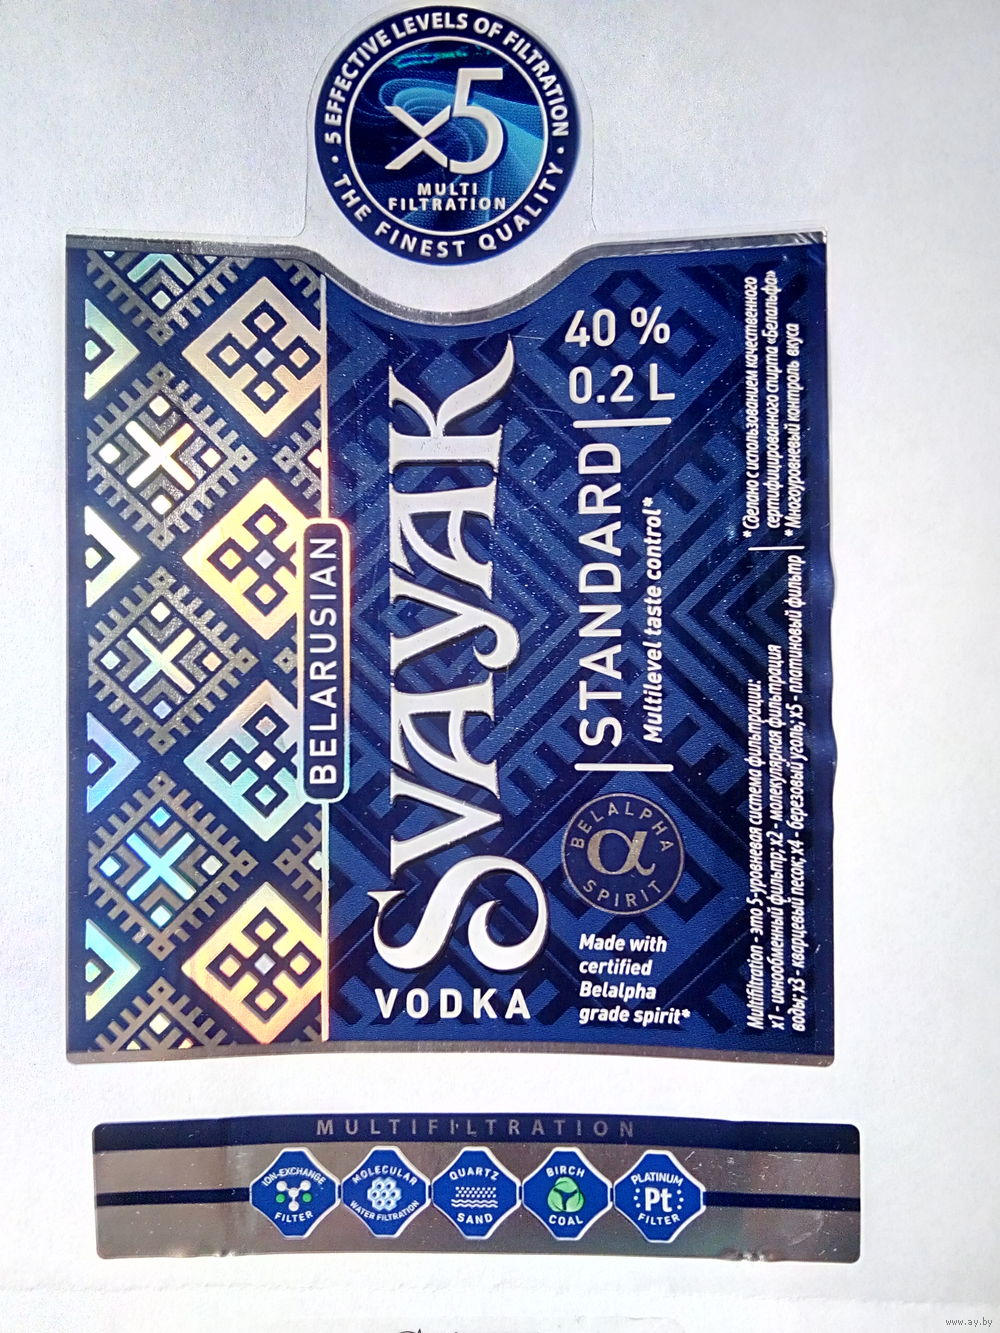 5 EFFECTIVE LEVELS OF FILTRATION
x5
MULTI
FILTRATION
• THE FINEST QUALITY •
BELARUSIAN
SVAYAK
VODKA
40 %
0.2 L
STANDARD
Multilevel taste control*
BELALPHA
α
SPIRIT
Made with
certified
Belalpha
grade spirit*
*Сделано с использованием качественного
сертифицированного спирта «Белальфа»
*Многоуровневый контроль вкуса
Multifiltration - это 5-уровневая система фильтрации:
x1 - ионообменный фильтр; x2 - молекулярная фильтрация
воды; x3 - кварцевый песок; x4 - березовый уголь; x5 - платиновый фильтр
MULTIFILTRATION
ION-EXCHANGE
FILTER
MOLECULAR
WATER FILTRATION
QUARTZ
SAND
BIRCH
COAL
PLATINUM
Pt
FILTER
www.ay.by